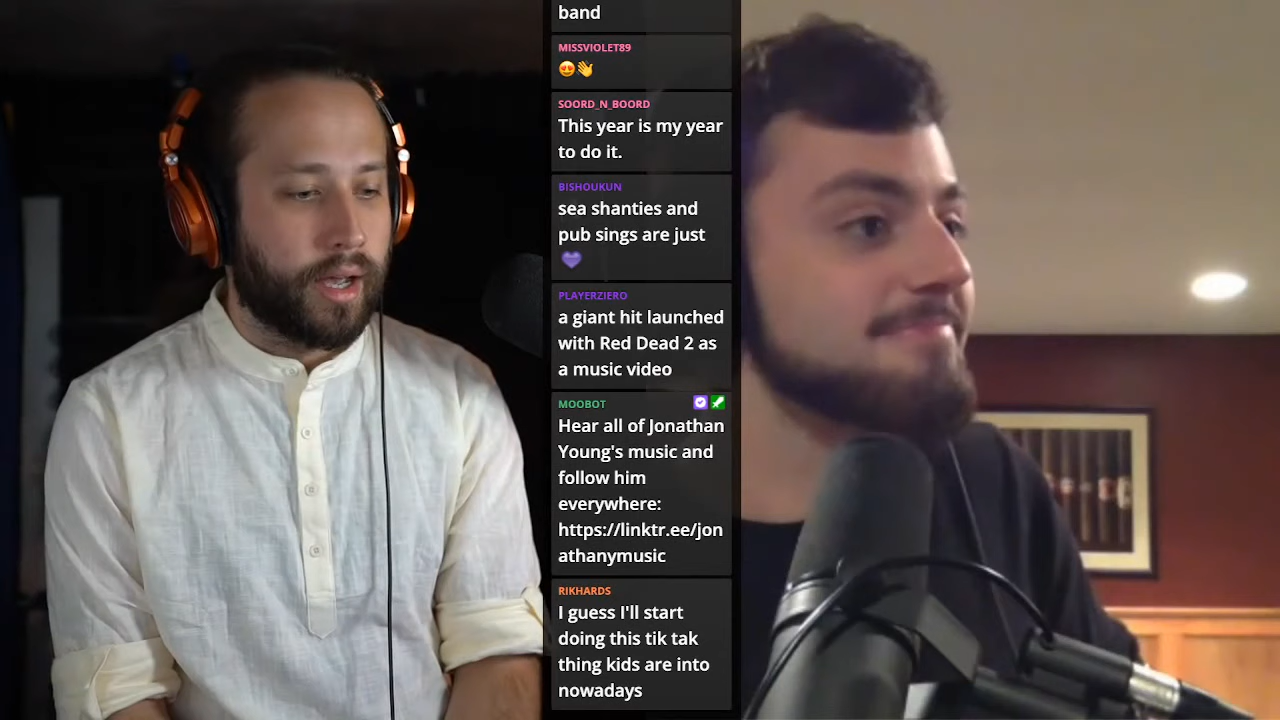 band
MISSVIOLET89
😍👋
SOORD_N_BOORD
This year is my year
to do it.
BISHOUKUN
sea shanties and
pub sings are just
💜
PLAYERZIERO
a giant hit launched
with Red Dead 2 as
a music video
MOOBOT
Hear all of Jonathan
Young's music and
follow him
everywhere:
https://linktr.ee/jon
athanymusic
RIKHARDS
I guess I'll start
doing this tik tak
thing kids are into
nowadays